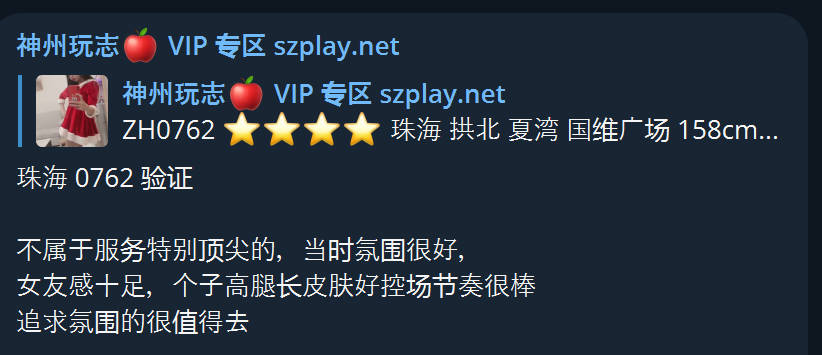 神州玩志🍎 VIP 专区 szplay.net
神州玩志🍎 VIP 专区 szplay.net
ZH0762 ⭐⭐⭐⭐ 珠海 拱北 夏湾 国维广场 158cm...
珠海 0762 验证
不属于服务特别顶尖的，当时氛围很好，
女友感十足，个子高腿长皮肤好控场节奏很棒
追求氛围的很值得去